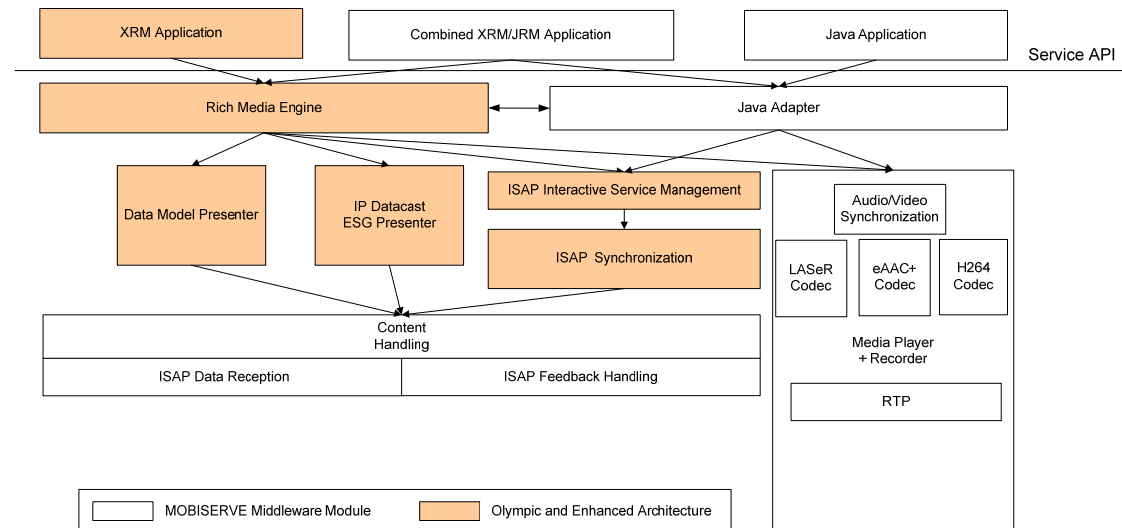 XRM Application
Combined XRM/JRM Application
Java Application
Service API
Rich Media Engine
Java Adapter
Data Model Presenter
IP Datacast
ESG Presenter
ISAP Interactive Service Management
ISAP Synchronization
Audio/Video
Synchronization
LASeR
Codec
eAAC+
Codec
H264
Codec
Content
Handling
Media Player
+ Recorder
ISAP Data Reception
ISAP Feedback Handling
RTP
MOBISERVE Middleware Module
Olympic and Enhanced Architecture